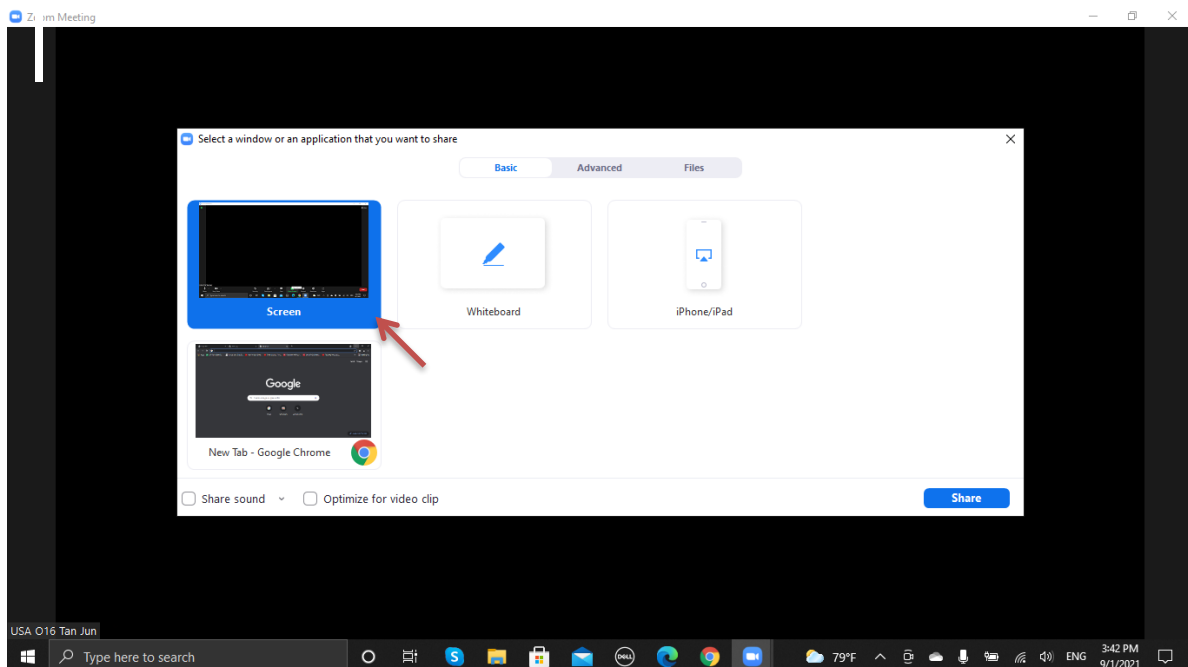 Zoom Meeting
Select a window or an application that you want to share
Basic Advanced Files
Screen
Whiteboard
iPhone/iPad
Google
New Tab - Google Chrome
Share sound
Optimize for video clip
Share
USA O16 Tan Jun
Type here to search
S
DELL
79°F
ENG
3:42 PM
9/1/2021